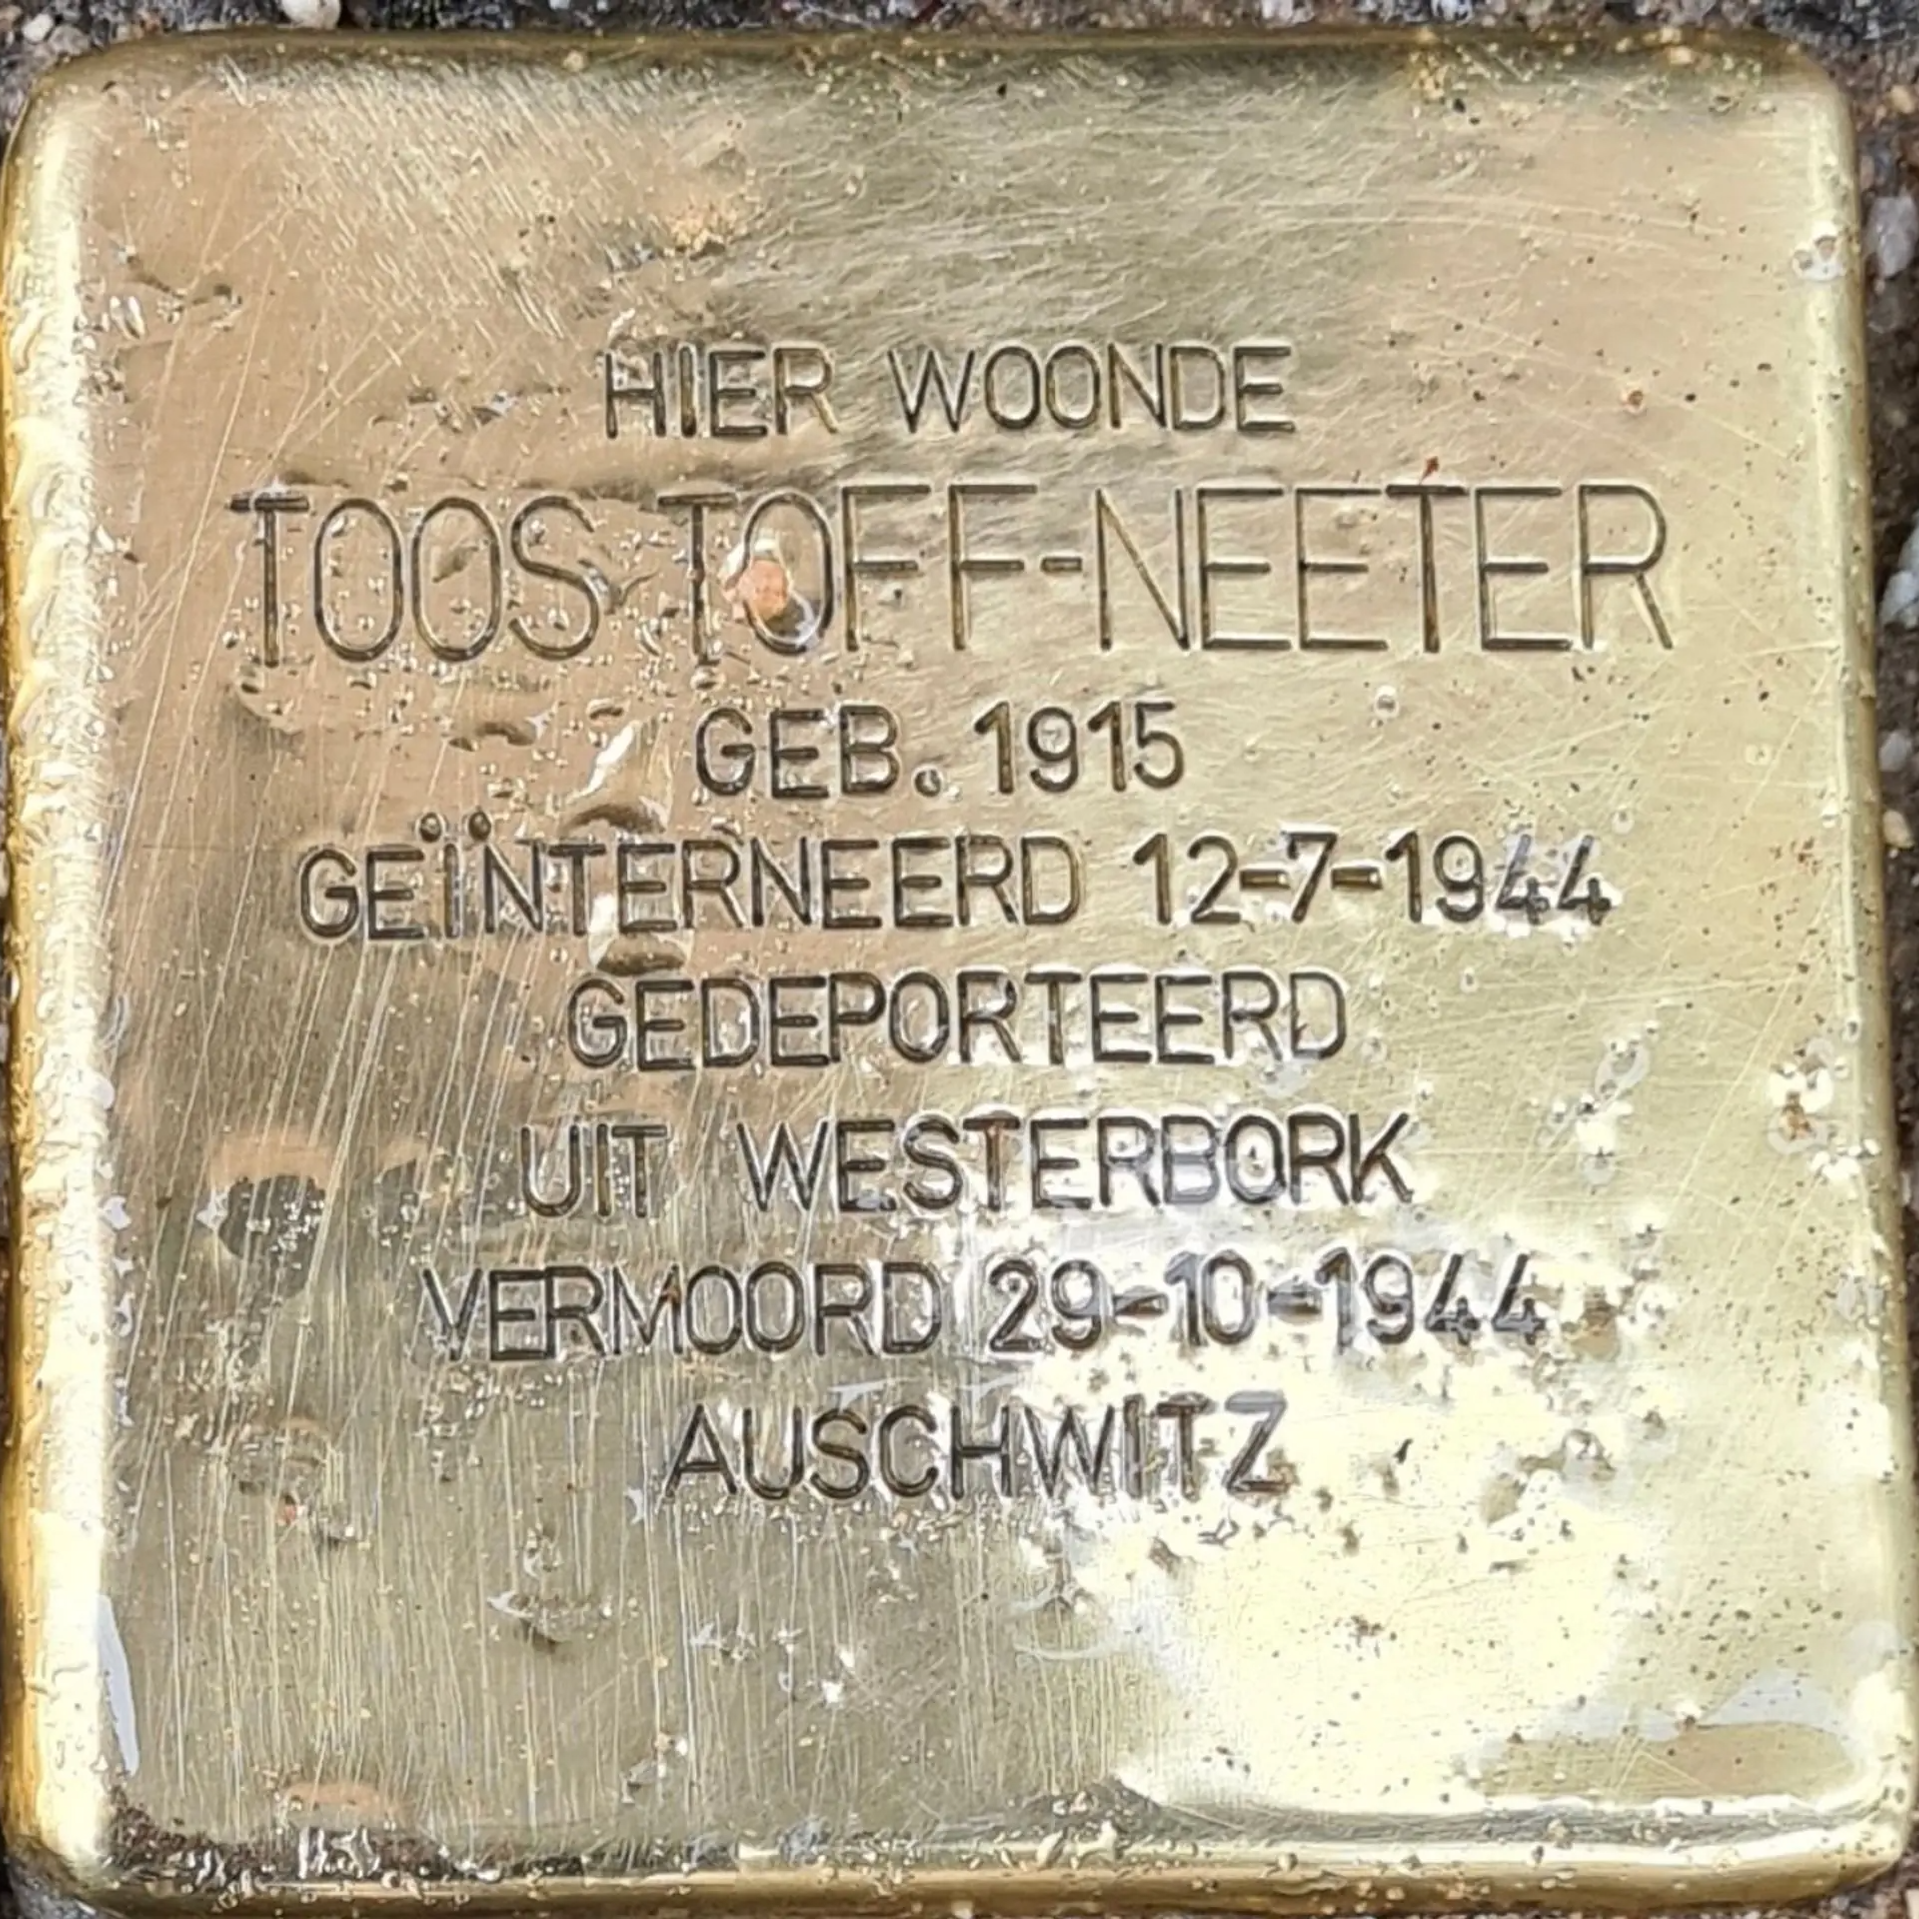 HIER WOONDE
TOOS TOFF-NEETER
GEB. 1915
GEÏNTERNEERD 12-7-1944
GEDEPORTEERD
UIT WESTERBORK
VERMOORD 29-10-1944
AUSCHWITZ